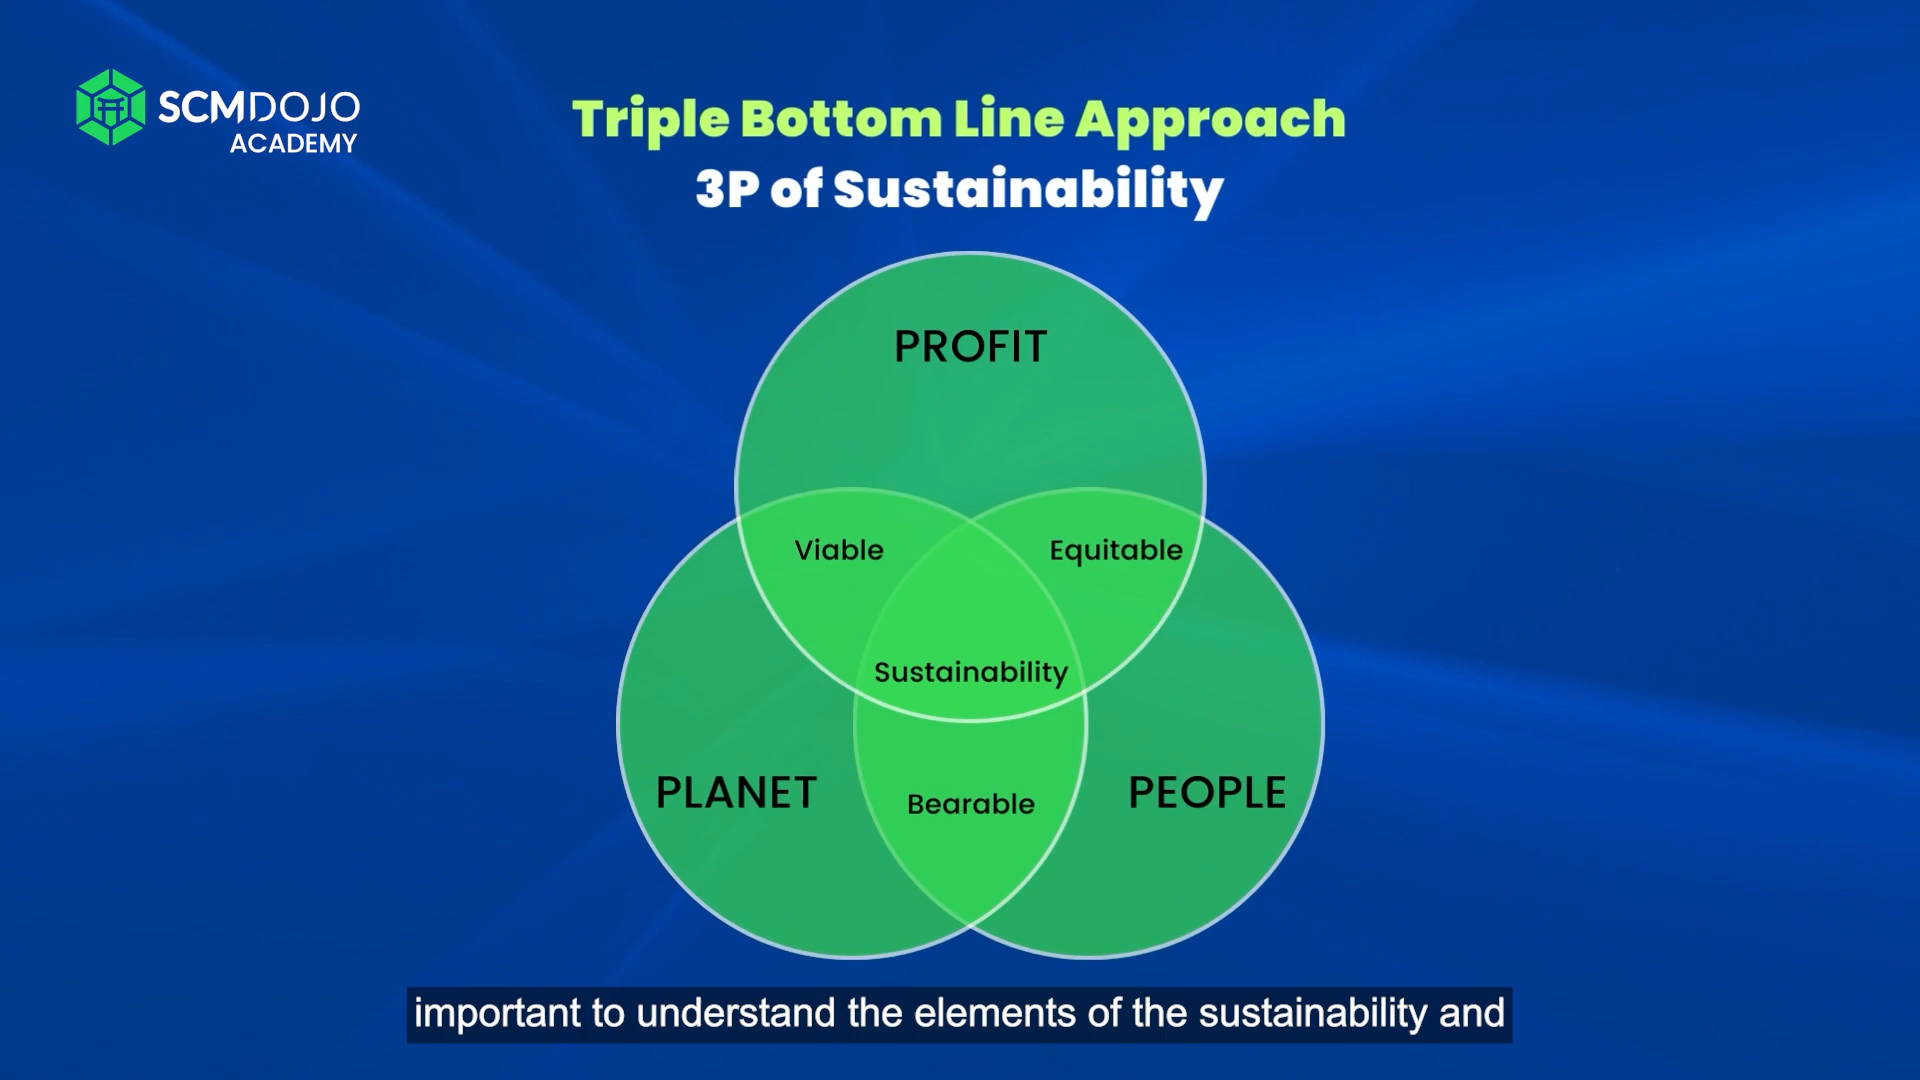 SCMDOJO
ACADEMY
Triple Bottom Line Approach
3P of Sustainability
PROFIT
Viable
Equitable
Sustainability
PLANET
Bearable
PEOPLE
important to understand the elements of the sustainability and